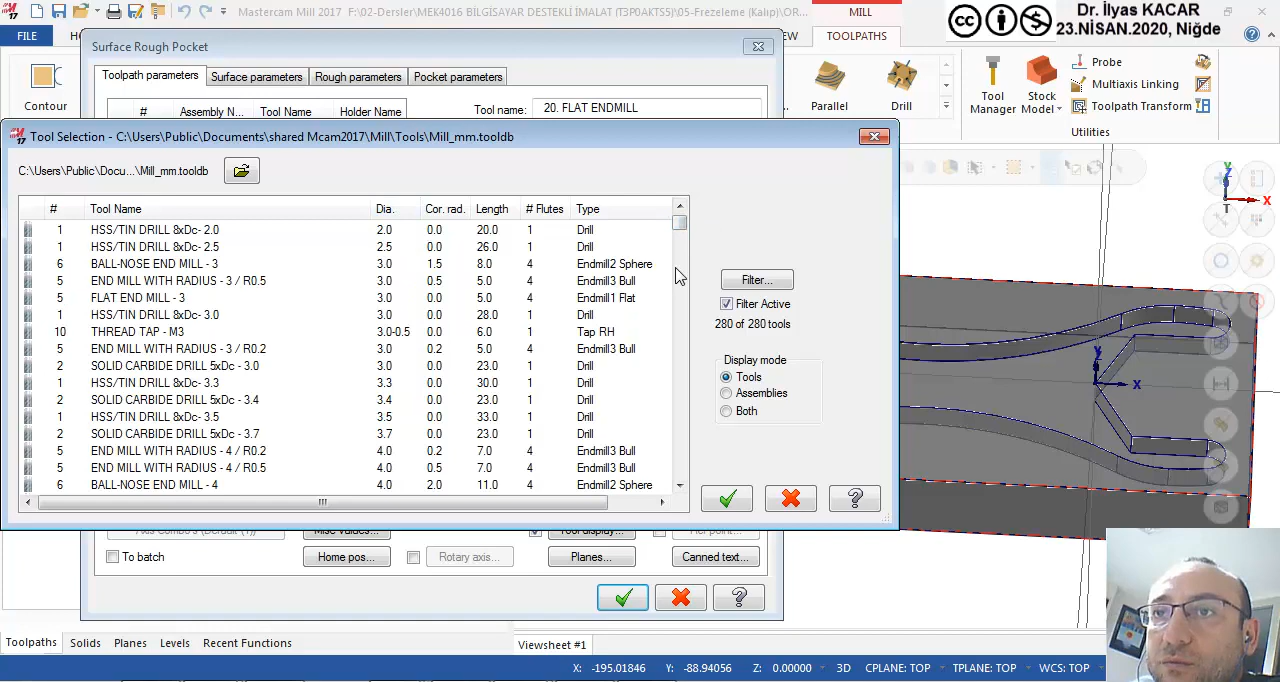 Mastercam Mill 2017 F:\02-Dersler\MEK4016 BİLGİSAYAR DESTEKLİ İMALAT (T3P0AKTS5)\05-Frezeleme (Kalıp)\OR...
MILL
Dr. İlyas KACAR
23.NİSAN.2020, Niğde
FILE
TOOLPATHS
Surface Rough Pocket
Toolpath parameters
Surface parameters
Rough parameters
Pocket parameters
# Assembly N... Tool Name Holder Name
Tool name: 20. FLAT ENDMILL
Contour
Parallel
Drill
Tool Manager
Stock Model
Probe
Multiaxis Linking
Toolpath Transform
Utilities
Tool Selection - C:\Users\Public\Documents\shared Mcam2017\Mill\Tools\Mill_mm.tooldb
C:\Users\Public\Docu...\Mill_mm.tooldb
# Tool Name Dia. Cor. rad. Length # Flutes Type
1 HSS/TIN DRILL 8xDc- 2.0 2.0 0.0 20.0 1 Drill
1 HSS/TIN DRILL 8xDc- 2.5 2.5 0.0 26.0 1 Drill
6 BALL-NOSE END MILL - 3 3.0 1.5 8.0 4 Endmill2 Sphere
5 END MILL WITH RADIUS - 3 / R0.5 3.0 0.5 5.0 4 Endmill3 Bull
5 FLAT END MILL - 3 3.0 0.0 5.0 4 Endmill1 Flat
1 HSS/TIN DRILL 8xDc- 3.0 3.0 0.0 28.0 1 Drill
10 THREAD TAP - M3 3.0-0.5 0.0 6.0 1 Tap RH
5 END MILL WITH RADIUS - 3 / R0.2 3.0 0.2 5.0 4 Endmill3 Bull
2 SOLID CARBIDE DRILL 5xDc - 3.0 3.0 0.0 23.0 1 Drill
1 HSS/TIN DRILL 8xDc- 3.3 3.3 0.0 30.0 1 Drill
2 SOLID CARBIDE DRILL 5xDc - 3.4 3.4 0.0 23.0 1 Drill
1 HSS/TIN DRILL 8xDc- 3.5 3.5 0.0 33.0 1 Drill
2 SOLID CARBIDE DRILL 5xDc - 3.7 3.7 0.0 23.0 1 Drill
5 END MILL WITH RADIUS - 4 / R0.2 4.0 0.2 7.0 4 Endmill3 Bull
5 END MILL WITH RADIUS - 4 / R0.5 4.0 0.5 7.0 4 Endmill3 Bull
6 BALL-NOSE END MILL - 4 4.0 2.0 11.0 4 Endmill2 Sphere
Filter...
Filter Active
280 of 280 tools
Display mode
Tools
Assemblies
Both
To batch
Home pos...
Rotary axis...
Planes...
Canned text...
Toolpaths Solids Planes Levels Recent Functions
Viewsheet #1
X: -195.01846 Y: -88.94056 Z: 0.00000 3D CPLANE: TOP TPLANE: TOP WCS: TOP